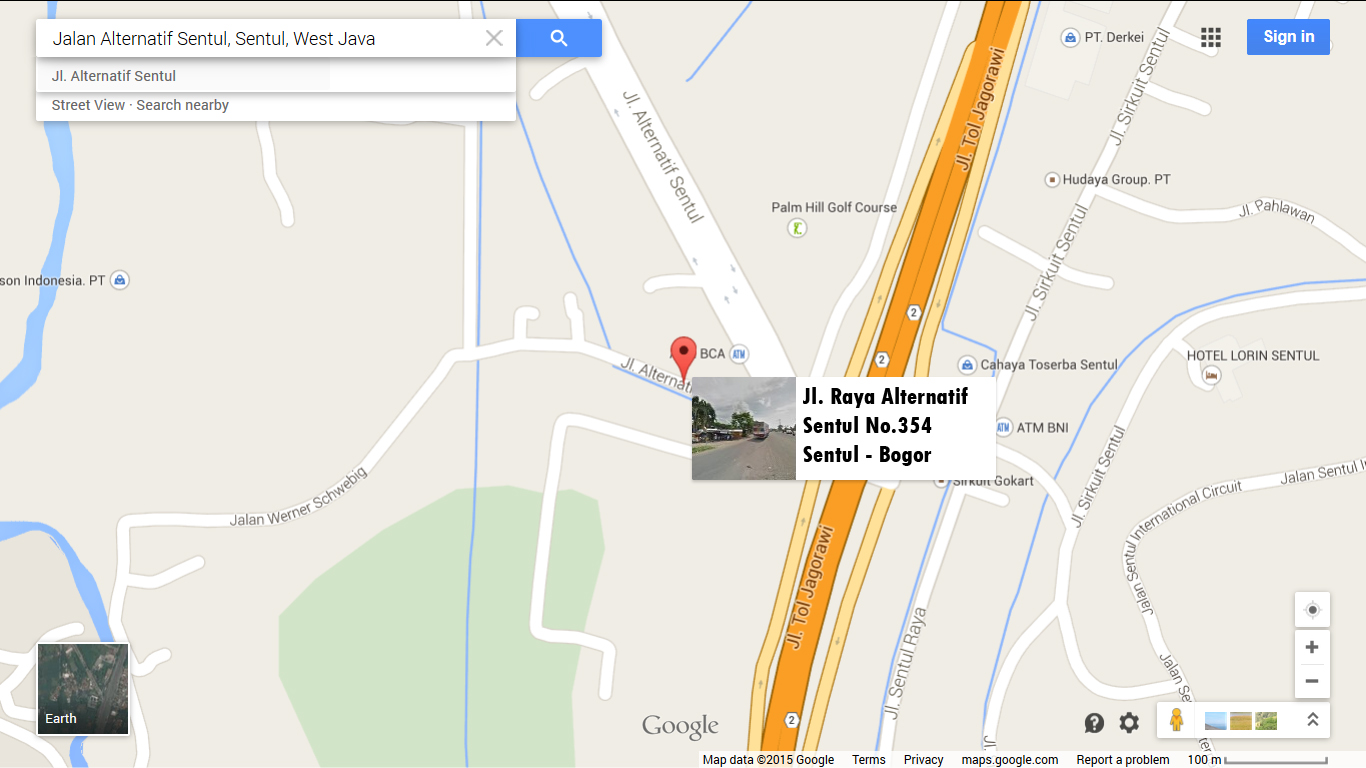 Jalan Alternatif Sentul, Sentul, West Java
Jl. Alternatif Sentul
Street View · Search nearby
Sign in
PT. Derkei
Jl. Sirkuit Sentul
Jl. Tol Jagorawi
Jl. Alternatif Sentul
Hudaya Group. PT
Palm Hill Golf Course
Jl. Pahlawan
Jl. Sirkuit Sentul
son Indonesia. PT
2
2
BCA
ATM
Jl. Alternati
Cahaya Toserba Sentul
HOTEL LORIN SENTUL
Jl. Raya Alternatif
Sentul No.354
Sentul - Bogor
ATM
ATM BNI
Sirkuit Gokart
Jl. Sirkuit Sentul
Jalan Sentul I
Jalan Sentul International Circuit
Jalan Werner Schwebig
Jl. Tol Jagorawi
Jl. Sentul Raya
Jalan Se
ter
Jl.
2
Earth
Google
Map data ©2015 Google
Terms
Privacy
maps.google.com
Report a problem
100 m